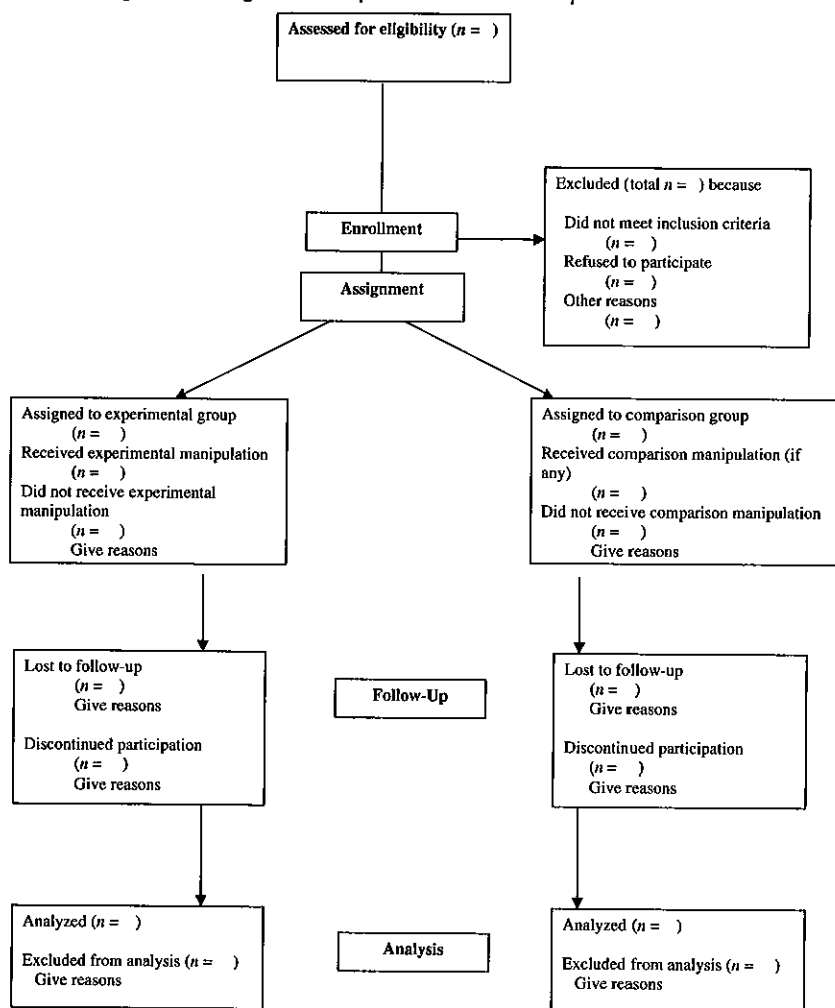 Assessed for eligibility (n = )
Excluded (total n = ) because
Did not meet inclusion criteria
(n = )
Refused to participate
(n = )
Other reasons
(n = )
Enrollment
Assignment
Assigned to experimental group
(n = )
Received experimental manipulation
(n = )
Did not receive experimental
manipulation
(n = )
Give reasons
Assigned to comparison group
(n = )
Received comparison manipulation (if
any)
(n = )
Did not receive comparison manipulation
(n = )
Give reasons
Lost to follow-up
(n = )
Give reasons
Discontinued participation
(n = )
Give reasons
Follow-Up
Lost to follow-up
(n = )
Give reasons
Discontinued participation
(n = )
Give reasons
Analyzed (n = )
Excluded from analysis (n = )
Give reasons
Analysis
Analyzed (n = )
Excluded from analysis (n = )
Give reasons